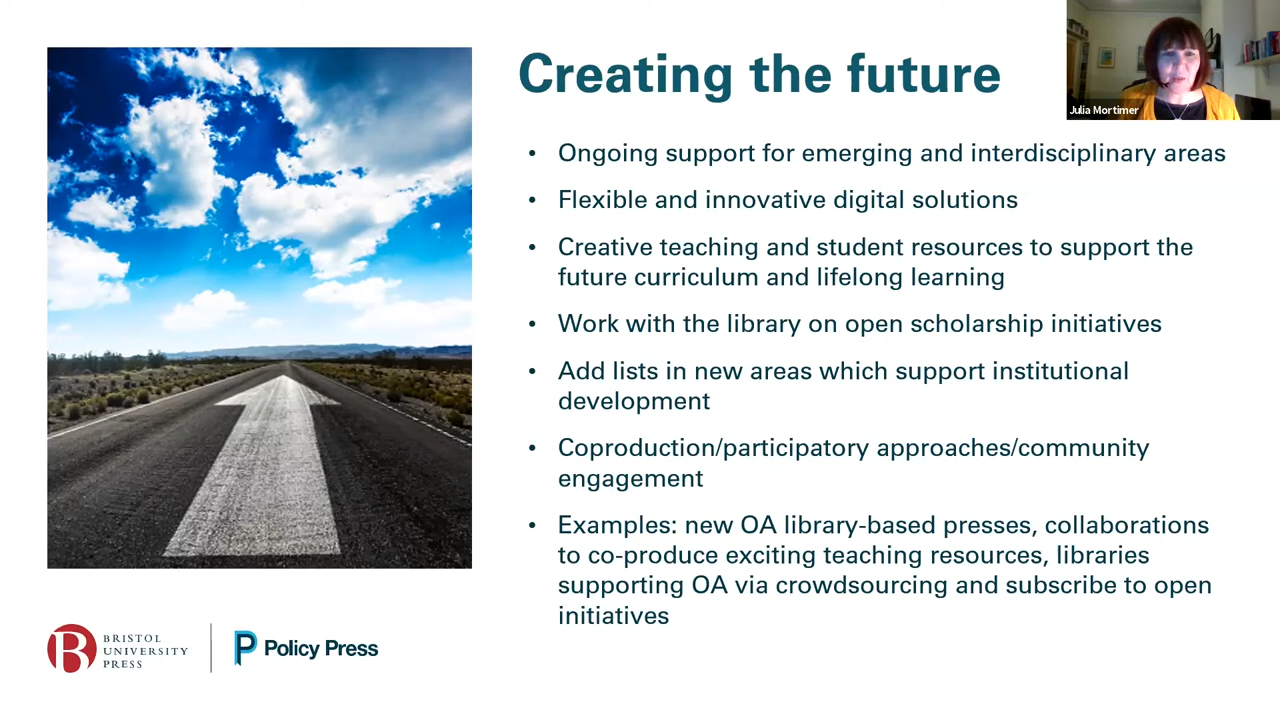 Creating the future
Julia Mortimer
• Ongoing support for emerging and interdisciplinary areas
• Flexible and innovative digital solutions
• Creative teaching and student resources to support the
future curriculum and lifelong learning
• Work with the library on open scholarship initiatives
• Add lists in new areas which support institutional
development
• Coproduction/participatory approaches/community
engagement
• Examples: new OA library-based presses, collaborations
to co-produce exciting teaching resources, libraries
supporting OA via crowdsourcing and subscribe to open
initiatives
B
BRISTOL
UNIVERSITY
PRESS
P Policy Press